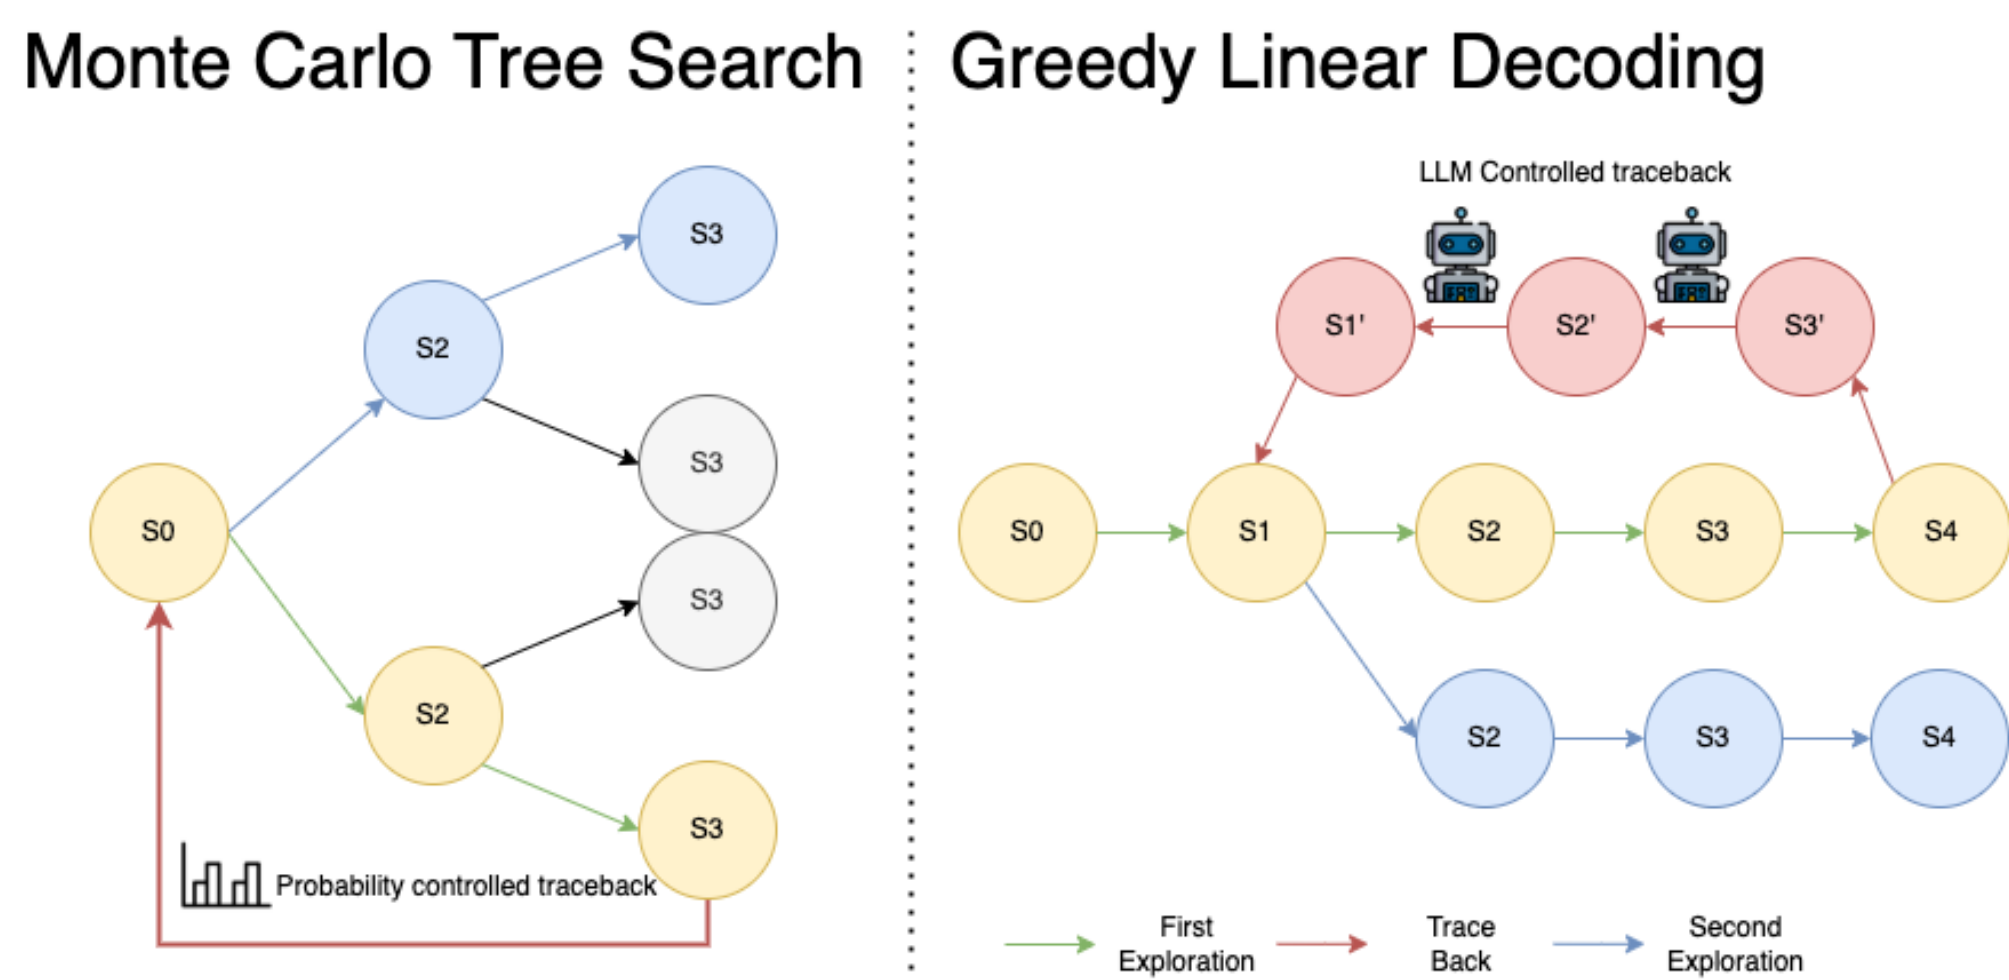 Monte Carlo Tree Search
S3
S2
S3
S0
S3
S2
S3
Probability controlled traceback
Greedy Linear Decoding
LLM Controlled traceback
S1'
S2'
S3'
S0
S1
S2
S3
S4
S2
S3
S4
First
Exploration
Trace
Back
Second
Exploration